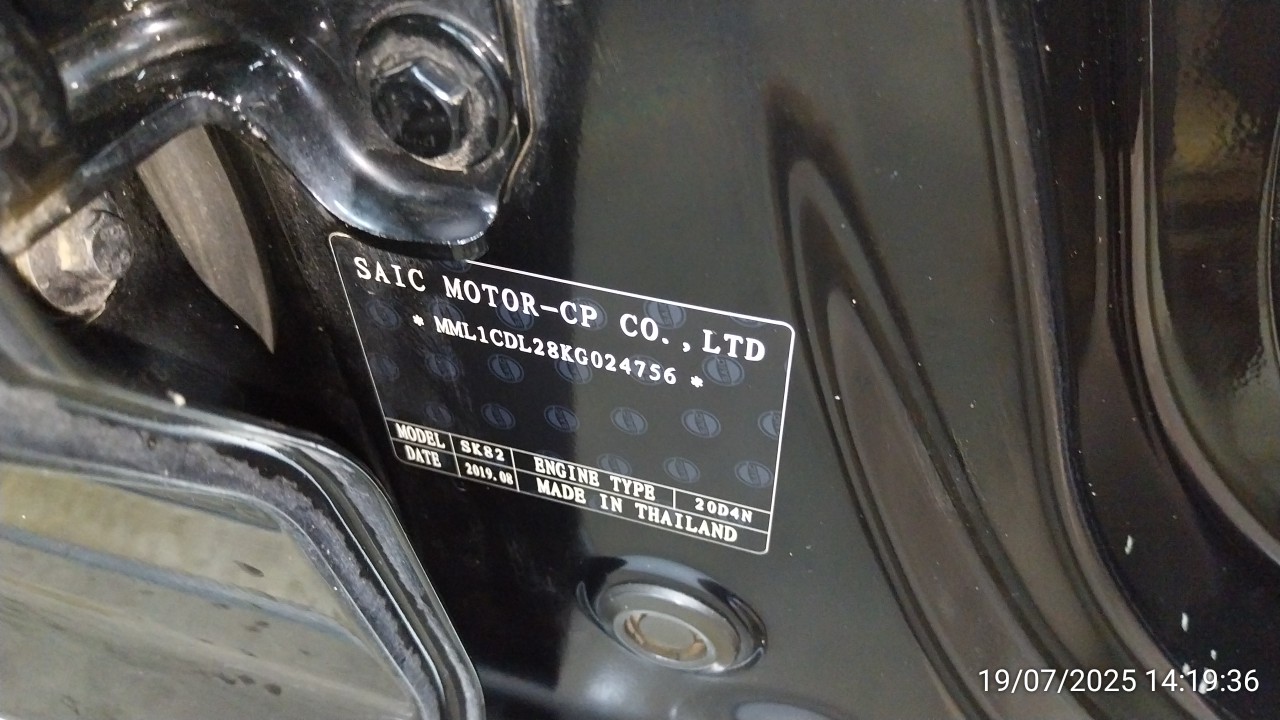 SAIC MOTOR-CP CO.,LTD
* MML1CDL28KG024756 *
MODEL SK82 ENGINE TYPE 20D4N
DATE 2019.08 MADE IN THAILAND
19/07/2025 14:19:36